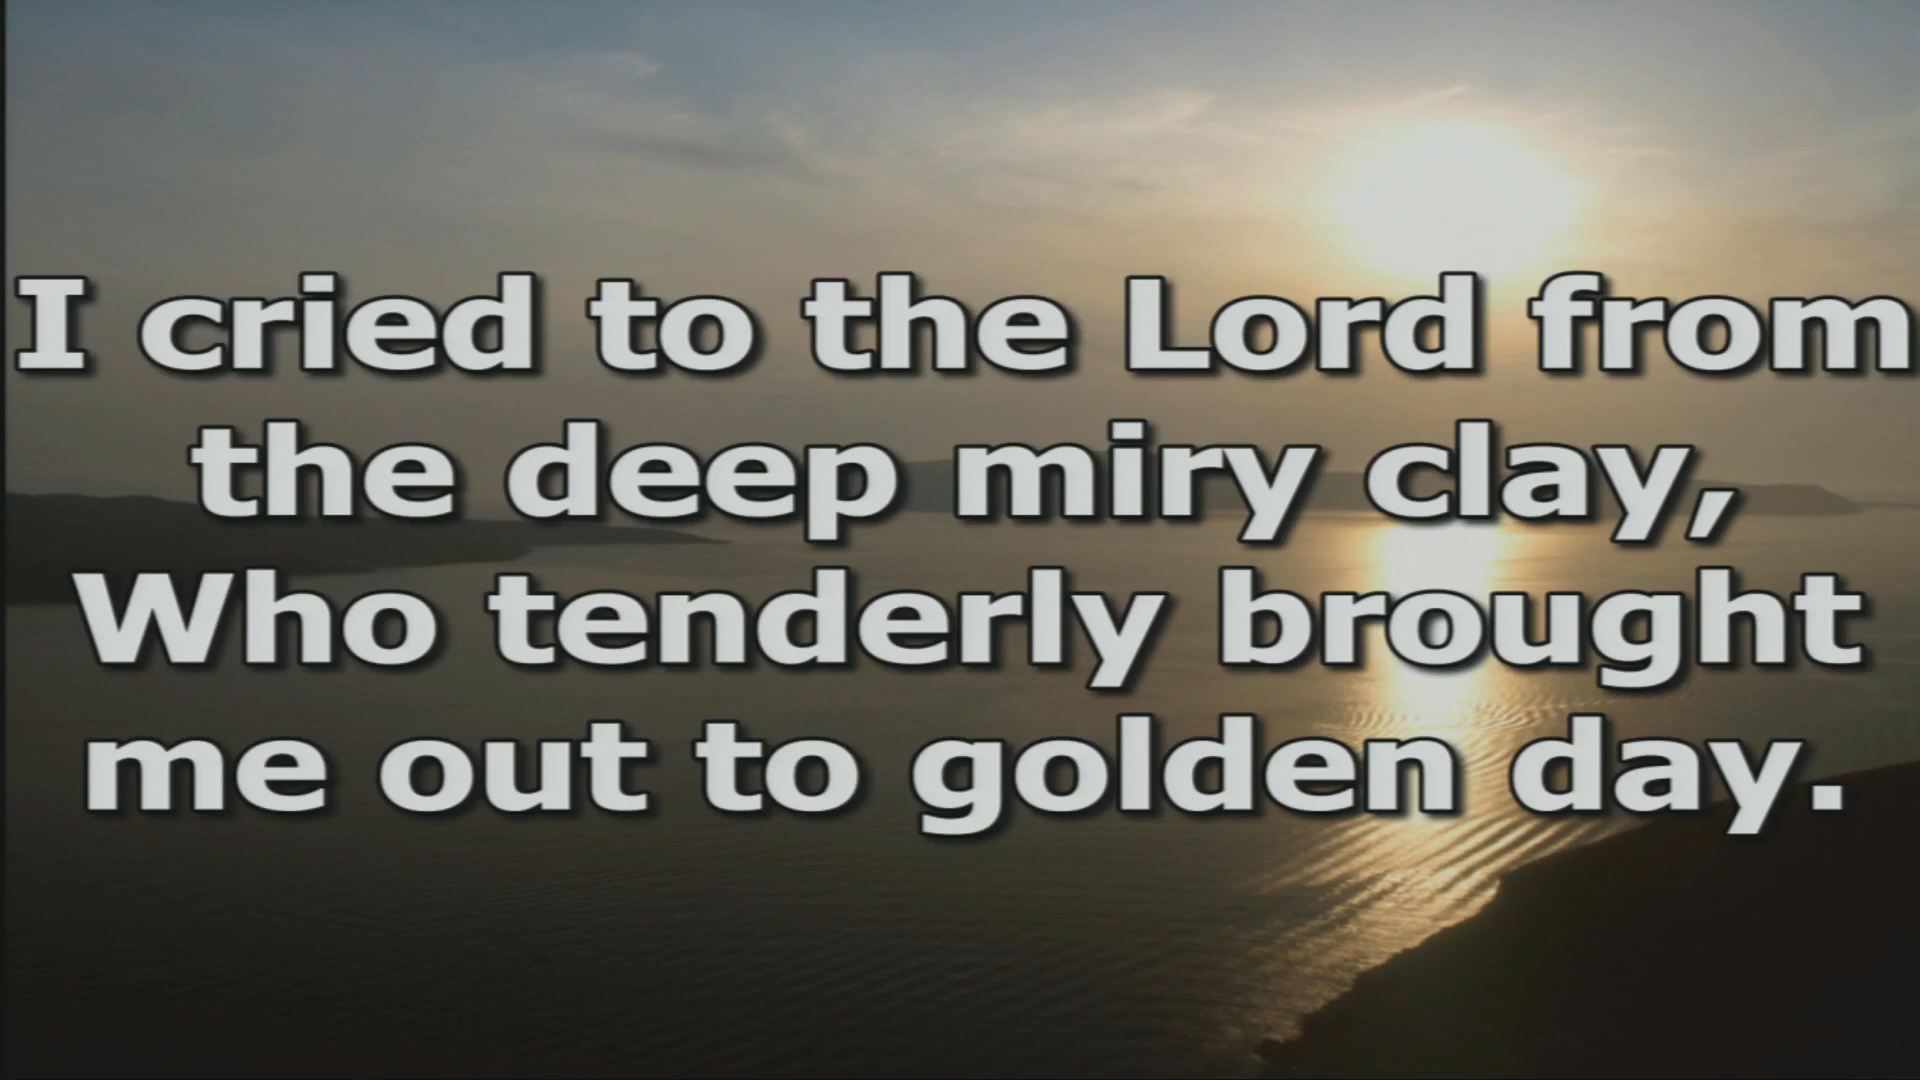 I cried to the Lord from
the deep miry clay,
Who tenderly brought
me out to golden day.